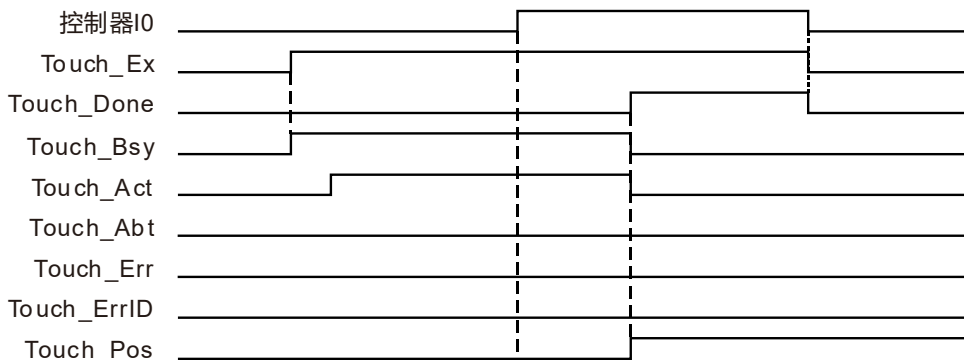 控制器I0
Touch_Ex
Touch_Done
Touch_Bsy
Touch_Act
Touch_Abt
Touch_Err
Touch_ErrID
Touch_Pos